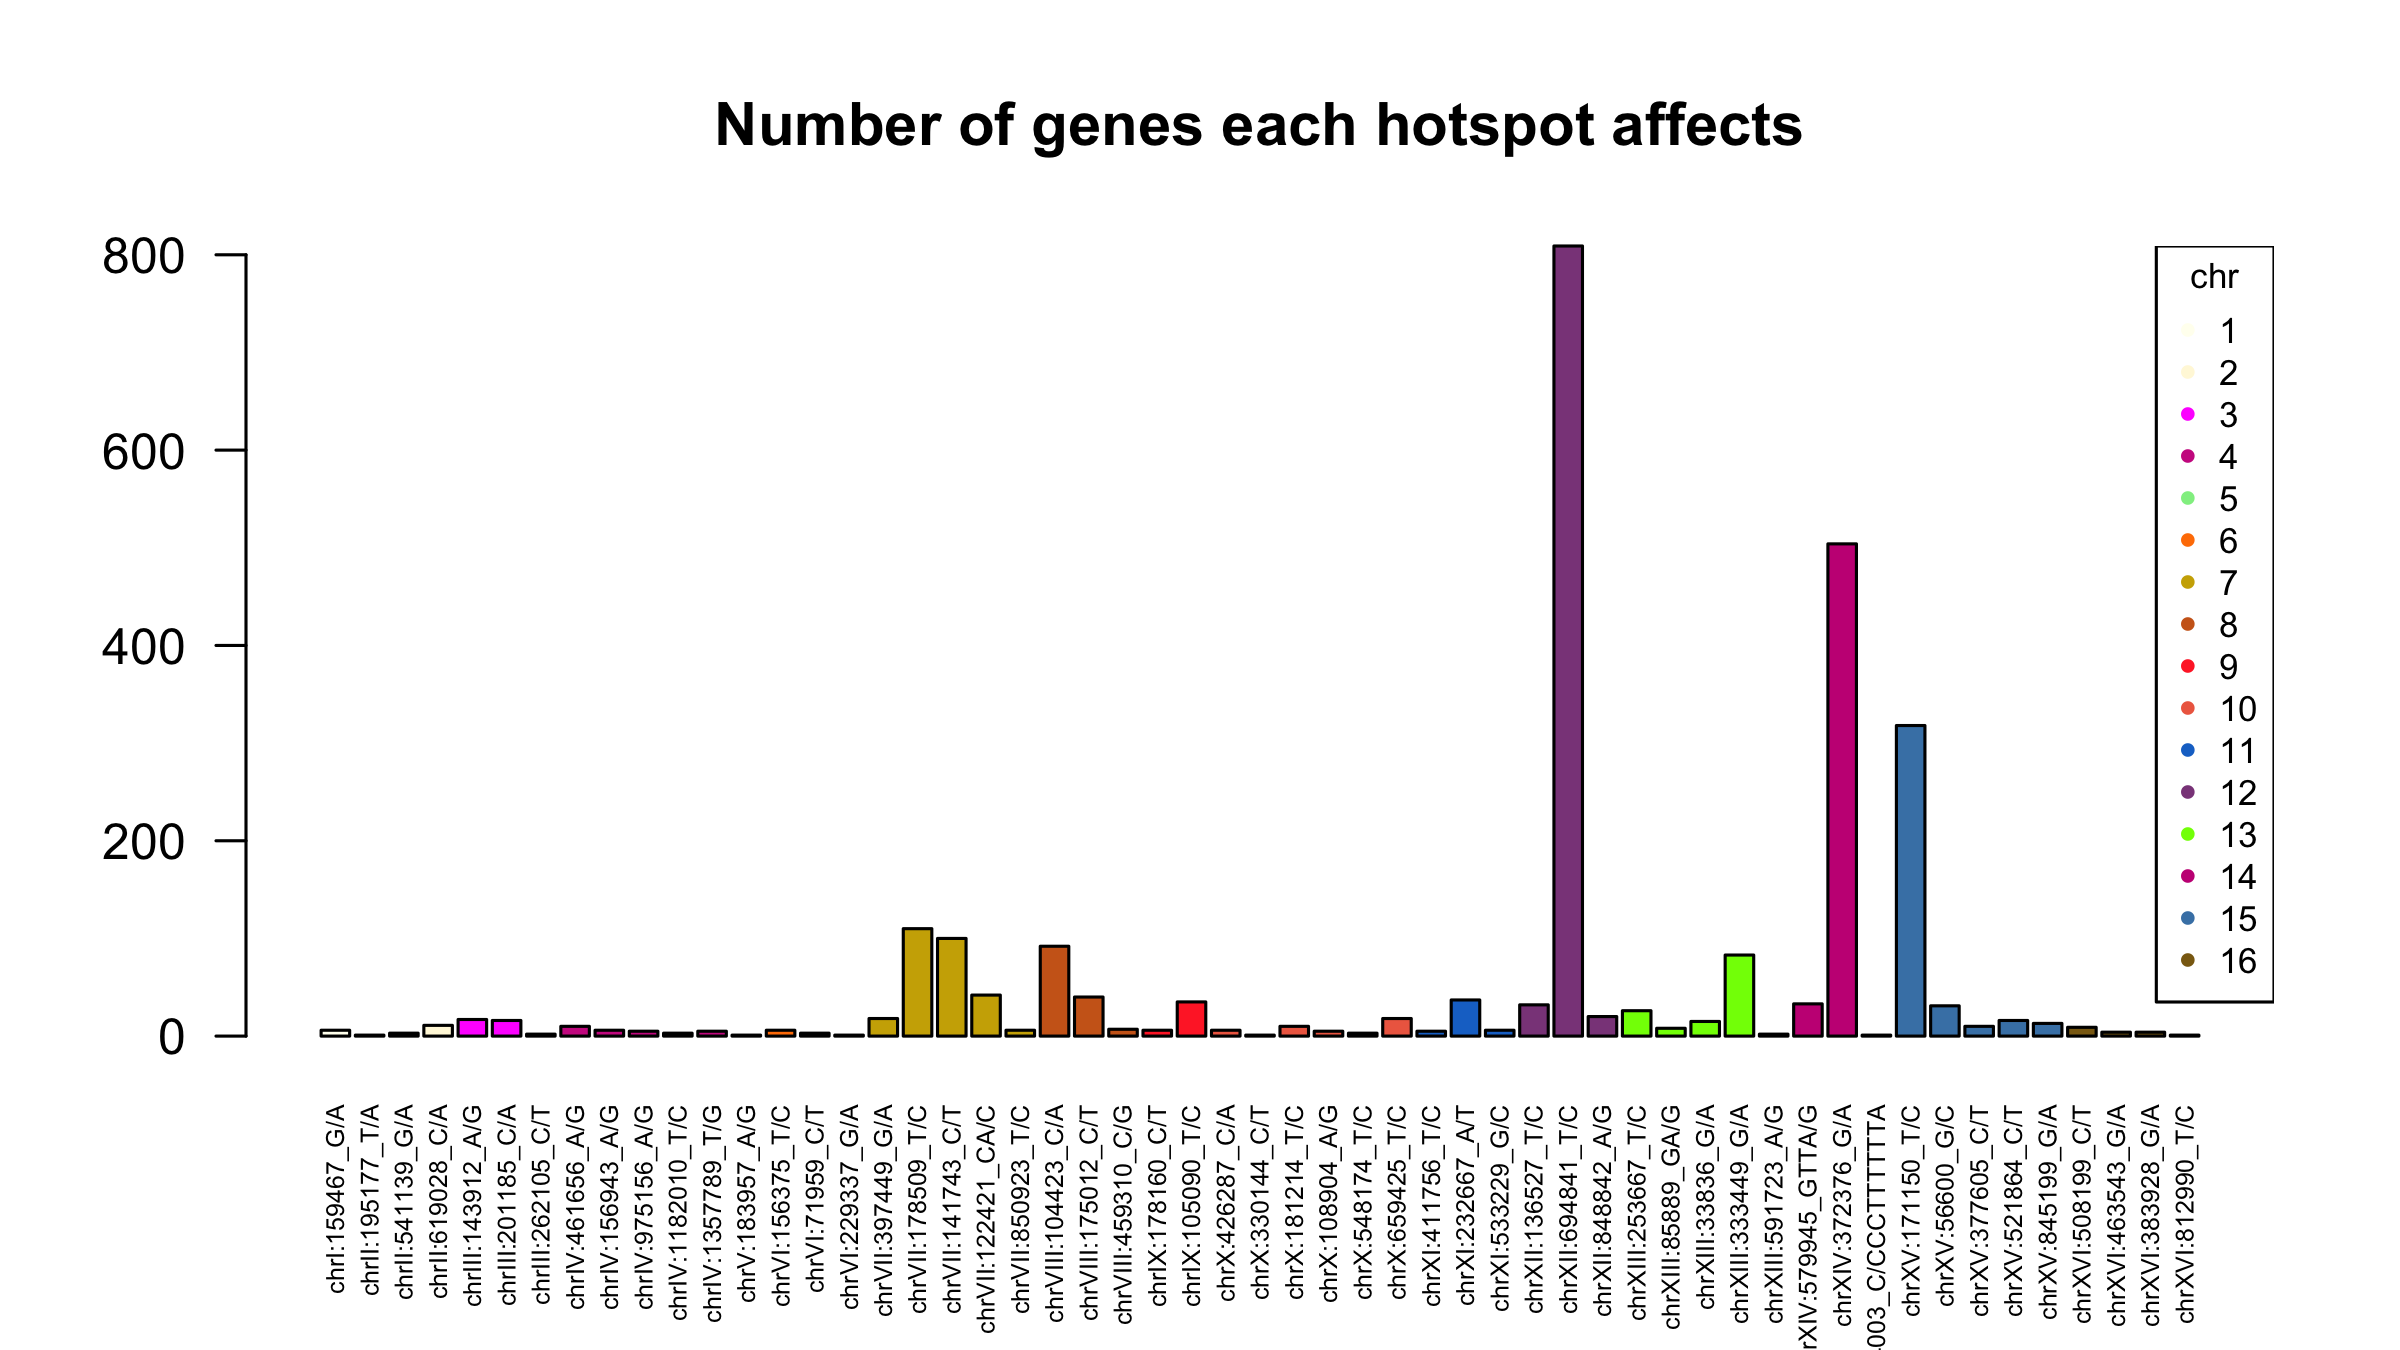 Number of genes each hotspot affects
800
600
400
200
0
chr
1
2
3
4
5
6
7
8
9
10
11
12
13
14
15
16
chrI:159467_G/A
chrII:195177_T/A
chrII:541139_G/A
chrII:619028_C/A
chrIII:143912_A/G
chrIII:201185_C/A
chrIII:262105_C/T
chrIV:461656_A/G
chrIV:156943_A/G
chrIV:975156_A/G
chrIV:1182010_T/C
chrIV:1357789_T/G
chrV:183957_A/G
chrVI:156375_T/C
chrVI:71959_C/T
chrVI:229337_G/A
chrVII:397449_G/A
chrVII:178509_T/C
chrVII:141743_C/T
chrVII:122421_CA/C
chrVII:850923_T/C
chrVIII:104423_C/A
chrVIII:175012_C/T
chrVIII:459310_C/G
chrIX:178160_C/T
chrIX:105090_T/C
chrX:426287_C/A
chrX:330144_C/T
chrX:181214_T/C
chrX:108904_A/G
chrX:548174_T/C
chrX:659425_T/C
chrXI:411756_T/C
chrXI:232667_A/T
chrXI:533229_G/C
chrXII:136527_T/C
chrXII:694841_T/C
chrXII:848842_A/G
chrXIII:253667_T/C
chrXIII:85889_GA/G
chrXIII:33836_G/A
chrXIII:333449_G/A
chrXIII:591723_A/G
rXIV:579945_GTTA/G
chrXIV:372376_G/A
003_C/CCCTTTTTA
chrXV:171150_T/C
chrXV:56600_G/C
chrXV:377605_C/T
chrXV:521864_C/T
chrXV:845199_G/A
chrXVI:508199_C/T
chrXVI:463543_G/A
chrXVI:383928_G/A
chrXVI:812990_T/C